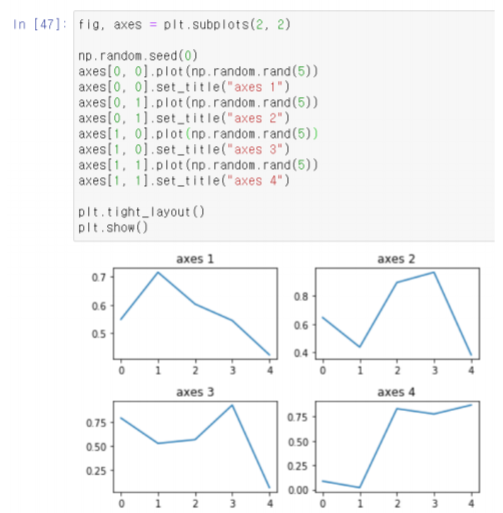 In [47]: fig, axes = plt.subplots(2, 2)
np.random.seed(0)
axes[0, 0].plot(np.random.rand(5))
axes[0, 0].set_title("axes 1")
axes[0, 1].plot(np.random.rand(5))
axes[0, 1].set_title("axes 2")
axes[1, 0].plot(np.random.rand(5))
axes[1, 0].set_title("axes 3")
axes[1, 1].plot(np.random.rand(5))
axes[1, 1].set_title("axes 4")
plt.tight_layout()
plt.show()
axes 1
0.7
0.6
0.5
0 1 2 3 4
axes 2
0.8
0.6
0.4
0 1 2 3 4
axes 3
0.75
0.50
0.25
0 1 2 3 4
axes 4
0.75
0.50
0.25
0.00
0 1 2 3 4